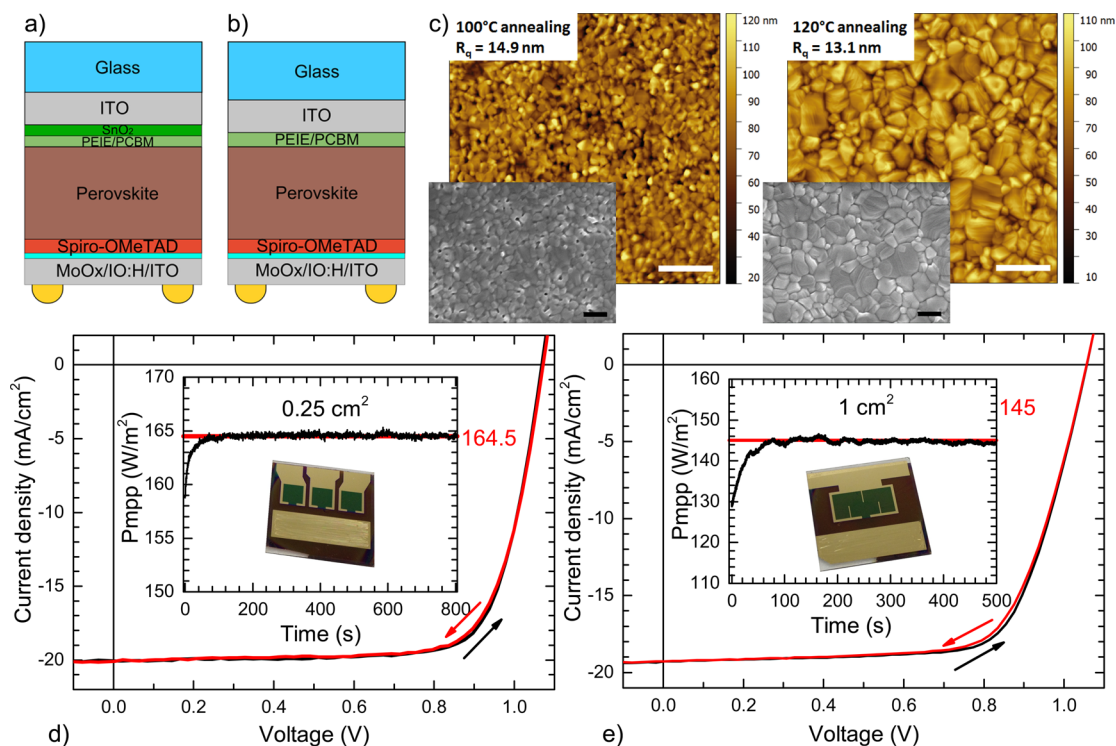 a)
Glass
ITO
SnO₂
PEIE/PCBM
Perovskite
Spiro-OMeTAD
MoOx/IO:H/ITO
b)
Glass
ITO
PEIE/PCBM
Perovskite
Spiro-OMeTAD
MoOx/IO:H/ITO
c)
100°C annealing
Rq = 14.9 nm
120 nm
100
90
80
70
60
50
40
20
120°C annealing
Rq = 13.1 nm
110 nm
90
80
70
60
50
40
30
10
d)
Current density (mA/cm²)
0
-5
-10
-15
-20
0.0
0.2
0.4
0.6
0.8
1.0
Voltage (V)
Pmpp (W/m²)
170
165
160
155
150
0
200
400
600
800
Time (s)
0.25 cm²
164.5
e)
Current density (mA/cm²)
0
-5
-10
-15
-20
0.0
0.2
0.4
0.6
0.8
1.0
Voltage (V)
Pmpp (W/m²)
160
150
140
130
120
110
0
100
200
300
400
500
Time (s)
1 cm²
145